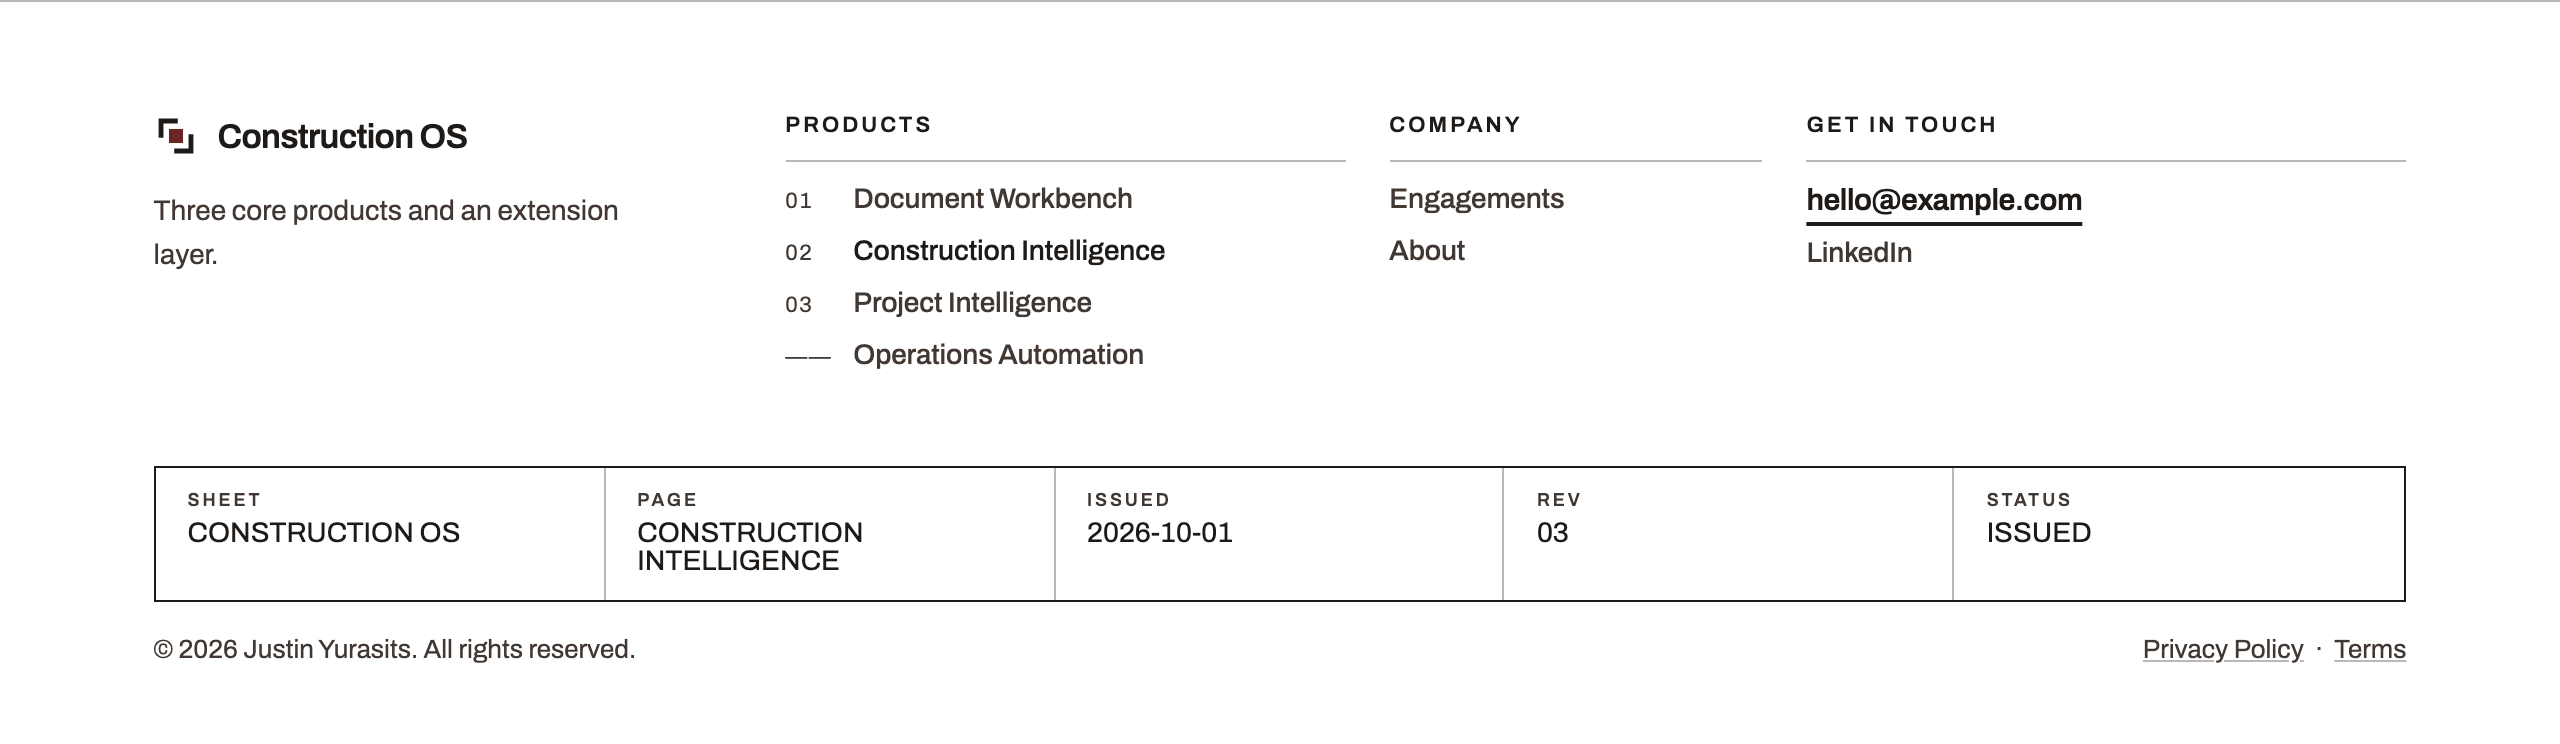 Construction OS
Three core products and an extension
layer.
PRODUCTS
01 Document Workbench
02 Construction Intelligence
03 Project Intelligence
—— Operations Automation
COMPANY
Engagements
About
GET IN TOUCH
hello@example.com
LinkedIn
SHEET
CONSTRUCTION OS
PAGE
CONSTRUCTION
INTELLIGENCE
ISSUED
2026-10-01
REV
03
STATUS
ISSUED
© 2026 Justin Yurasits. All rights reserved.
Privacy Policy · Terms